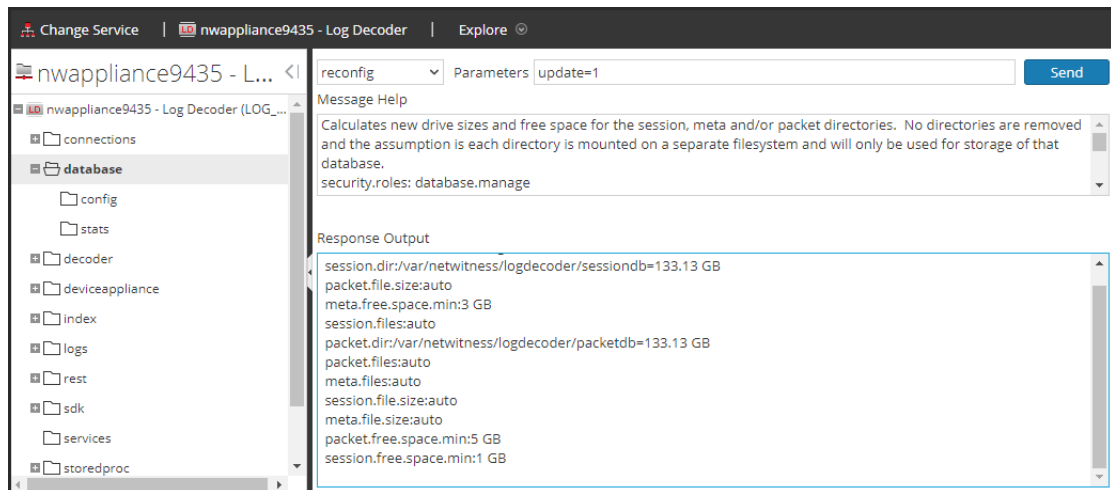 Change Service | LD nwappliance9435 - Log Decoder | Explore
nwappliance9435 - L...
LD nwappliance9435 - Log Decoder (LOG_...
connections
database
config
stats
decoder
deviceappliance
index
logs
rest
sdk
services
storedproc
reconfig Parameters update=1 Send
Message Help
Calculates new drive sizes and free space for the session, meta and/or packet directories. No directories are removed
and the assumption is each directory is mounted on a separate filesystem and will only be used for storage of that
database.
security.roles: database.manage
Response Output
session.dir:/var/netwitness/logdecoder/sessiondb=133.13 GB
packet.file.size:auto
meta.free.space.min:3 GB
session.files:auto
packet.dir:/var/netwitness/logdecoder/packetdb=133.13 GB
packet.files:auto
meta.files:auto
session.file.size:auto
meta.file.size:auto
packet.free.space.min:5 GB
session.free.space.min:1 GB